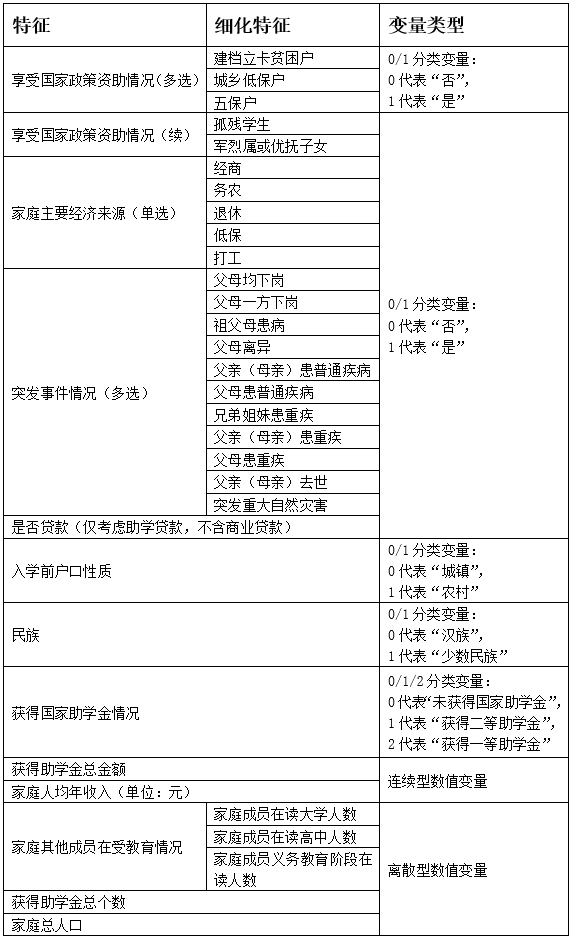 特征
细化特征
变量类型
享受国家政策资助情况(多选)
建档立卡贫困户
城乡低保户
五保户
0/1分类变量：
0代表“否”，
1代表“是”
享受国家政策资助情况（续）
孤残学生
军烈属或优抚子女
家庭主要经济来源（单选）
经商
务农
退休
低保
打工
突发事件情况（多选）
父母均下岗
父母一方下岗
祖父母患病
父母离异
父亲（母亲）患普通疾病
父母患普通疾病
兄弟姐妹患重疾
父亲（母亲）患重疾
父母患重疾
父亲（母亲）去世
突发重大自然灾害
是否贷款（仅考虑助学贷款，不含商业贷款）
0/1分类变量：
0代表“否”，
1代表“是”
入学前户口性质
0/1分类变量：
0代表“城镇”，
1代表“农村”
民族
0/1分类变量：
0代表“汉族”，
1代表“少数民族”
获得国家助学金情况
0/1/2分类变量：
0代表“未获得国家助学金”，
1代表“获得二等助学金”，
2代表“获得一等助学金”
获得助学金总金额
家庭人均年收入（单位：元）
连续型数值变量
家庭其他成员在受教育情况
家庭成员在读大学人数
家庭成员在读高中人数
家庭成员义务教育阶段在
读人数
获得助学金总个数
家庭总人口
离散型数值变量